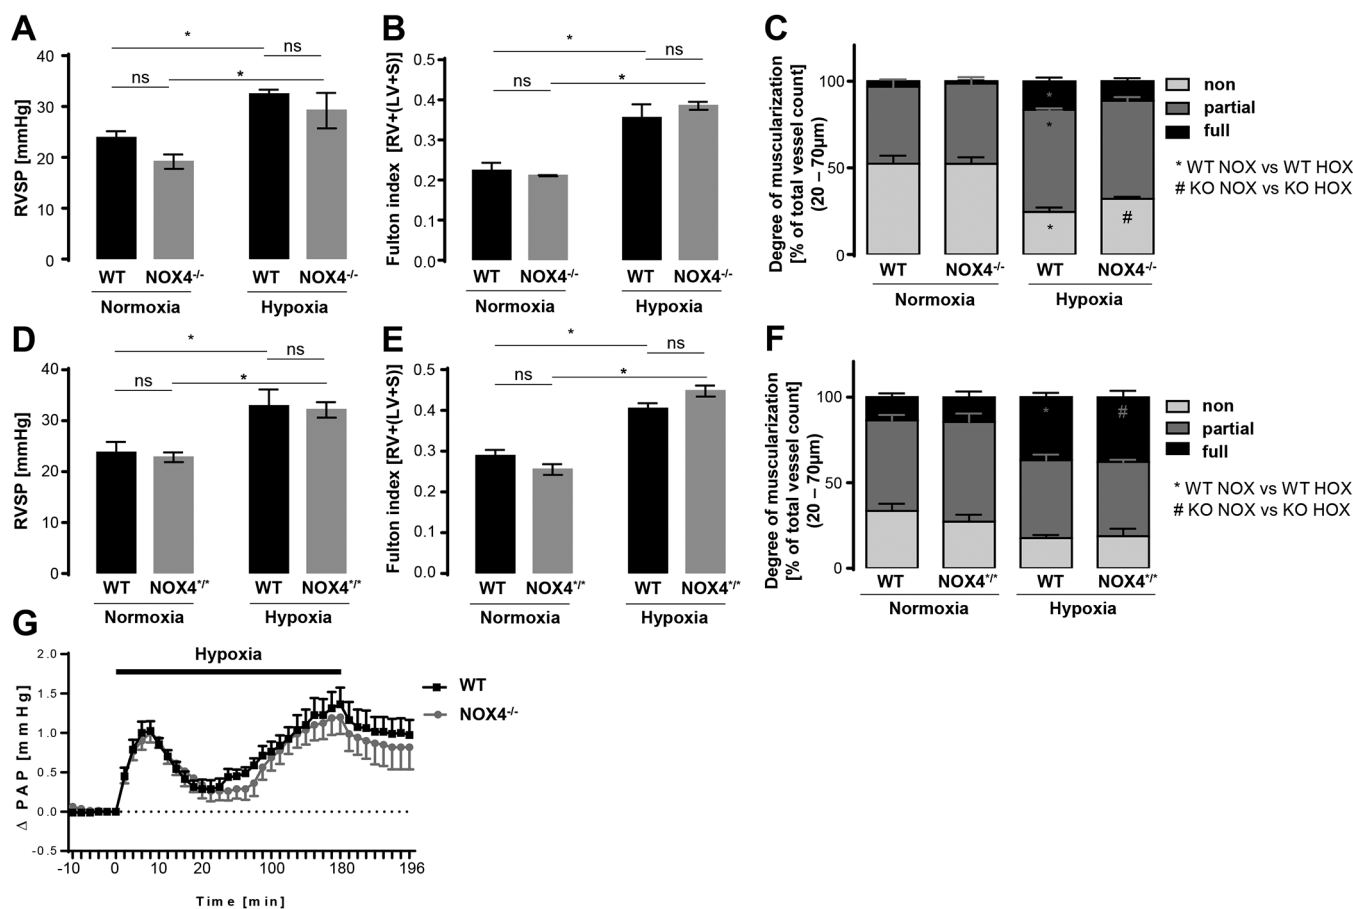 A
*
ns
ns
*
RVSP [mmHg]
40
30
20
10
0
WT NOX4-/- WT NOX4-/-
Normoxia Hypoxia
B
*
ns
ns
*
Fulton index [RV+(LV+S)]
0.5
0.4
0.3
0.2
0.1
0.0
WT NOX4-/- WT NOX4-/-
Normoxia Hypoxia
C
Degree of muscularization
[% of total vessel count]
(20 – 70µm)
100
50
0
*
*
*
#
WT NOX4-/- WT NOX4-/-
Normoxia Hypoxia
non
partial
full
* WT NOX vs WT HOX
# KO NOX vs KO HOX
D
*
ns
ns
*
RVSP [mmHg]
40
30
20
10
0
WT NOX4*/* WT NOX4*/*
Normoxia Hypoxia
E
*
ns
ns
*
Fulton index [RV+(LV+S)]
0.5
0.4
0.3
0.2
0.1
0.0
WT NOX4*/* WT NOX4*/*
Normoxia Hypoxia
F
Degree of muscularization
[% of total vessel count]
(20 – 70µm)
100
50
0
*
#
WT NOX4*/* WT NOX4*/*
Normoxia Hypoxia
non
partial
full
* WT NOX vs WT HOX
# KO NOX vs KO HOX
G
Hypoxia
Δ PAP [mmHg]
2.0
1.5
1.0
0.5
0.0
-0.5
-10 0 10 20 100 180 196
Time [min]
WT
NOX4-/-